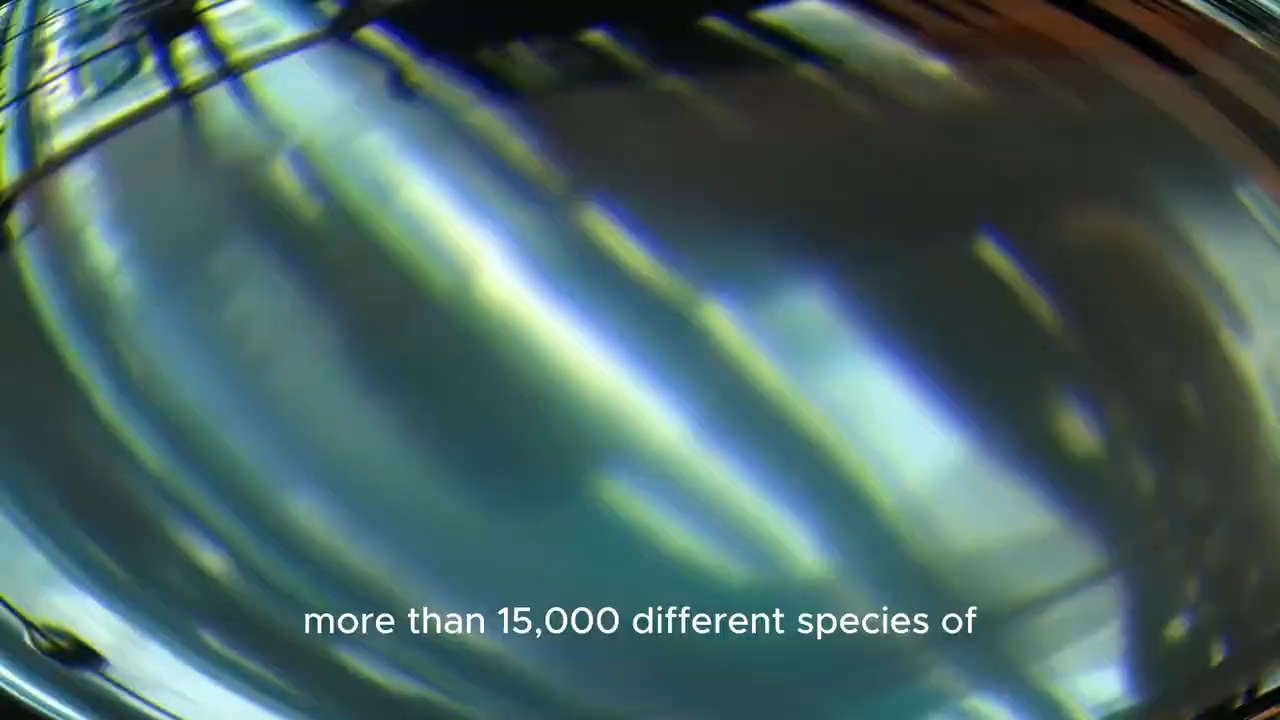 more than 15,000 different species of